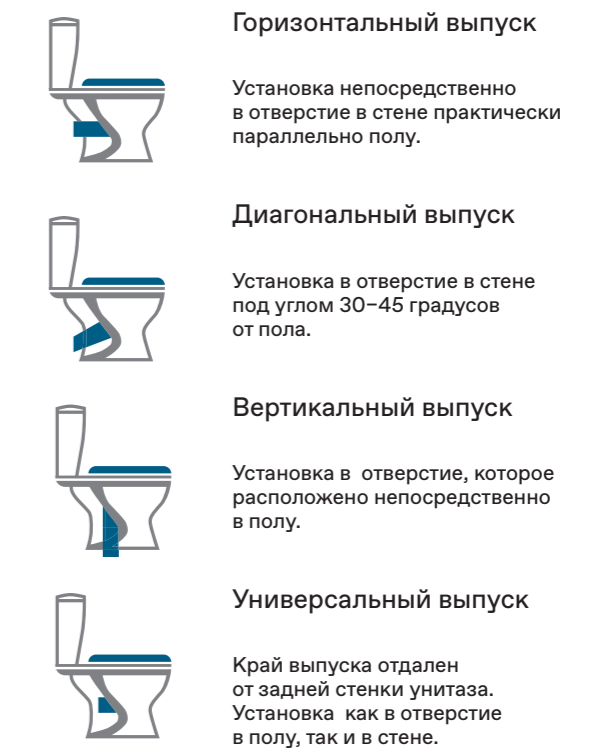 Горизонтальный выпуск
Установка непосредственно
в отверстие в стене практически
параллельно полу.
Диагональный выпуск
Установка в отверстие в стене
под углом 30–45 градусов
от пола.
Вертикальный выпуск
Установка в отверстие, которое
расположено непосредственно
в полу.
Универсальный выпуск
Край выпуска отдален
от задней стенки унитаза.
Установка как в отверстие
в полу, так и в стене.